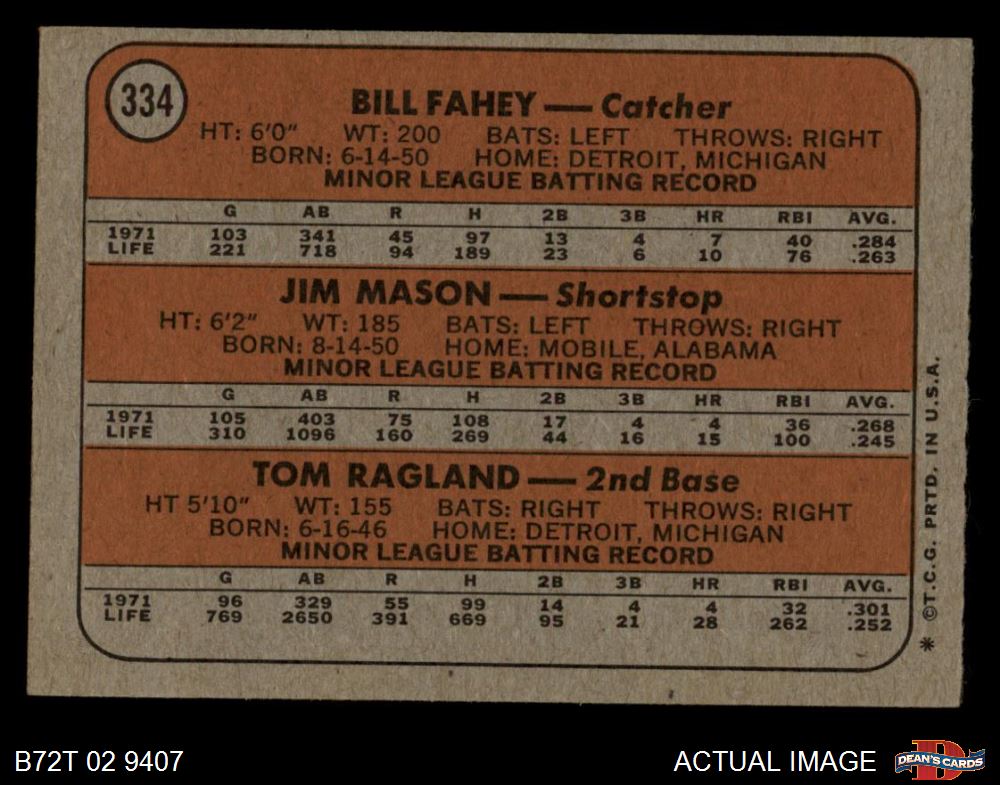 334
BILL FAHEY — Catcher
HT: 6'0" WT: 200 BATS: LEFT THROWS: RIGHT
BORN: 6-14-50 HOME: DETROIT, MICHIGAN
MINOR LEAGUE BATTING RECORD
G AB R H 2B 3B HR RBI AVG.
1971 103 341 45 97 13 4 7 40 .284
LIFE 221 718 94 189 23 6 10 76 .263
JIM MASON — Shortstop
HT: 6'2" WT: 185 BATS: LEFT THROWS: RIGHT
BORN: 8-14-50 HOME: MOBILE, ALABAMA
MINOR LEAGUE BATTING RECORD
G AB R H 2B 3B HR RBI AVG.
1971 105 403 75 108 17 4 4 36 .268
LIFE 310 1096 160 269 44 16 15 100 .245
TOM RAGLAND — 2nd Base
HT 5'10" WT: 155 BATS: RIGHT THROWS: RIGHT
BORN: 6-16-46 HOME: DETROIT, MICHIGAN
MINOR LEAGUE BATTING RECORD
G AB R H 2B 3B HR RBI AVG.
1971 96 329 55 99 14 4 4 32 .301
LIFE 769 2650 391 669 95 21 28 262 .252
* ©T.C.G. PRTD. IN U.S.A.
B72T 02 9407 ACTUAL IMAGE
D
DEAN'S CARDS